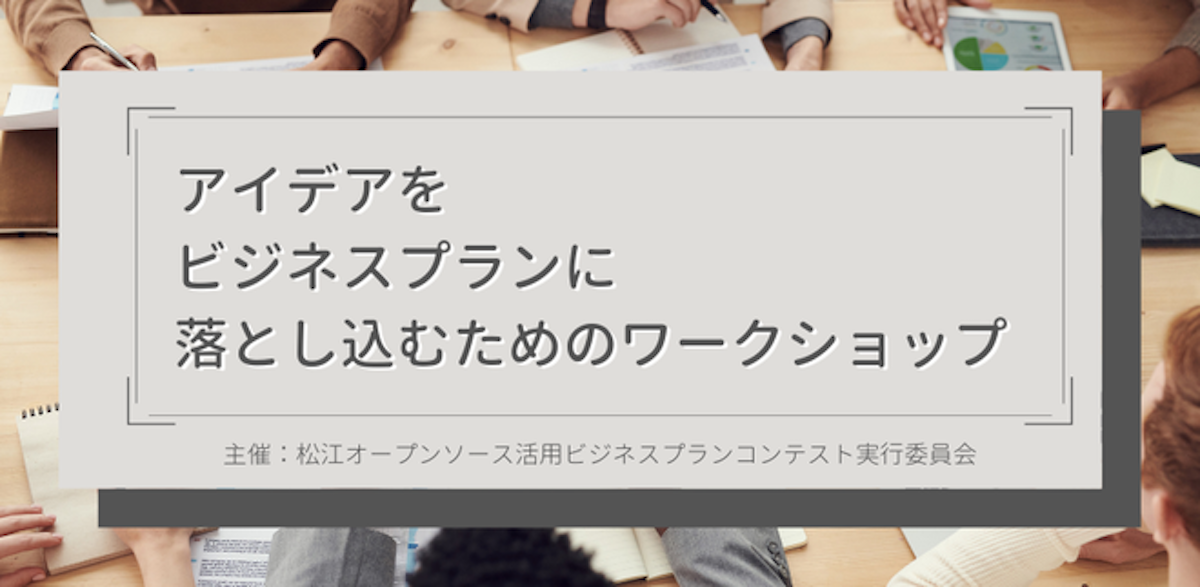 アイデアを
ビジネスプランに
落とし込むためのワークショップ
主催：松江オープンソース活用ビジネスプランコンテスト実行委員会